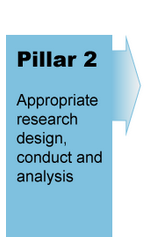 Pillar 2
Appropriate
research
design,
conduct and
analysis